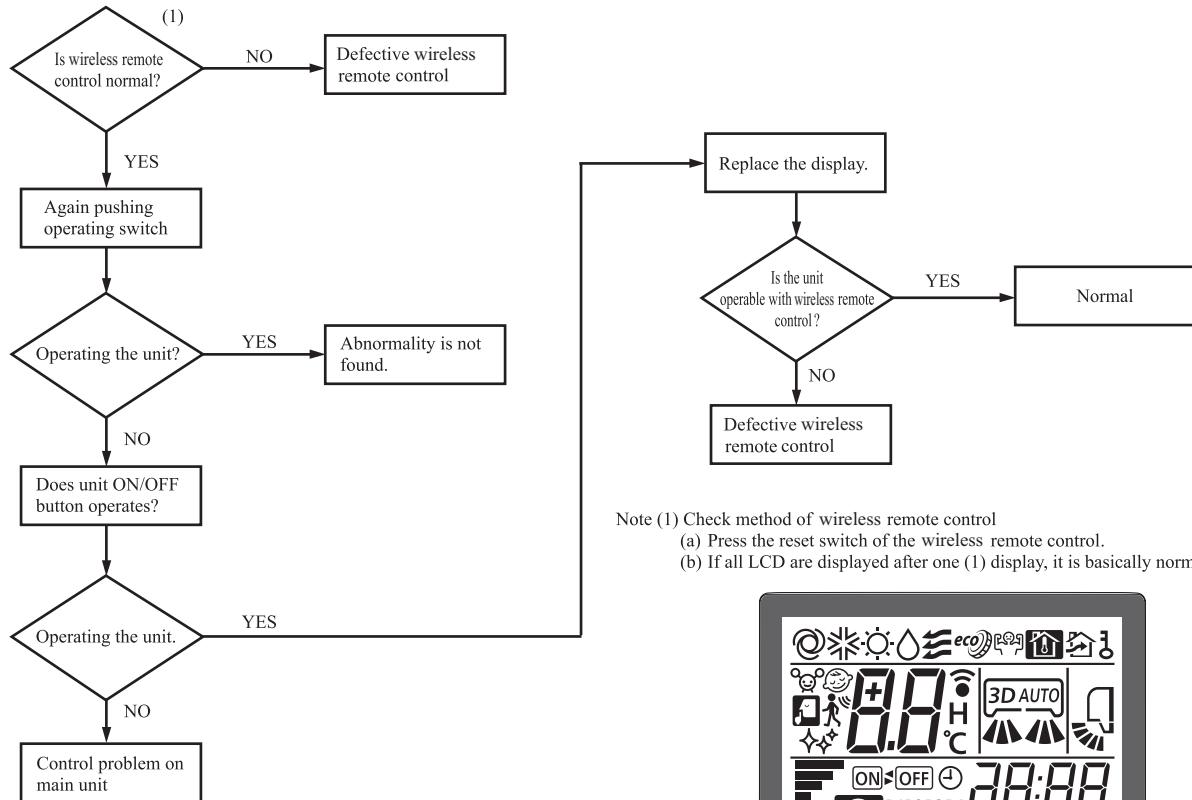 (1)
Is wireless remote
control normal?
NO
Defective wireless
remote control
YES
Again pushing
operating switch
Operating the unit?
YES
Abnormality is not
found.
NO
Does unit ON/OFF
button operates?
Operating the unit.
YES
NO
Control problem on
main unit
Replace the display.
Is the unit
operable with wireless remote
control?
YES
Normal
NO
Defective wireless
remote control
Note (1) Check method of wireless remote control
(a) Press the reset switch of the wireless remote control.
(b) If all LCD are displayed after one (1) display, it is basically norm
eco
8.8
H
°C
3D AUTO
ON OFF